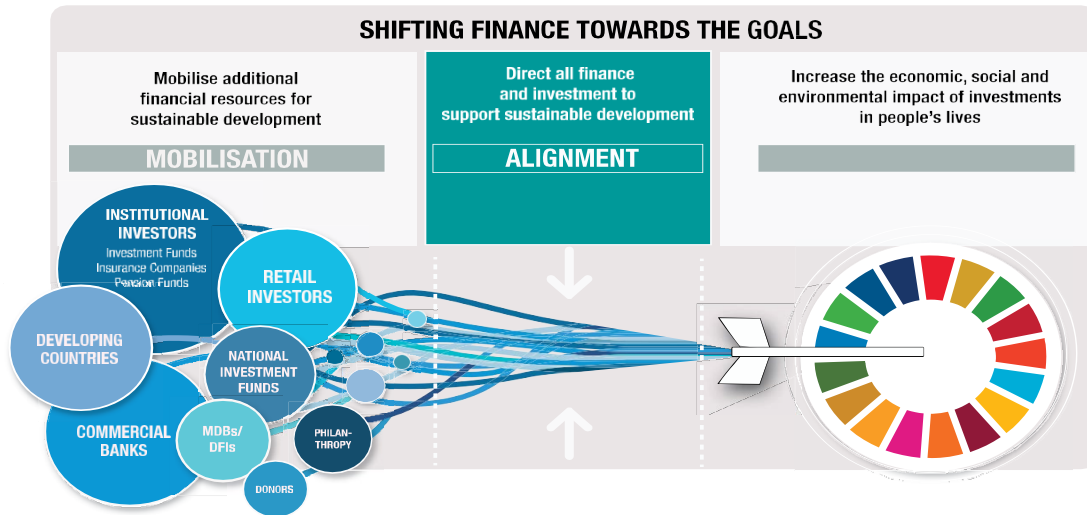 SHIFTING FINANCE TOWARDS THE GOALS
Mobilise additional
financial resources for
sustainable development
MOBILISATION
Direct all finance
and investment to
support sustainable development
ALIGNMENT
Increase the economic, social and
environmental impact of investments
in people's lives
INSTITUTIONAL
INVESTORS
Investment Funds
Insurance Companies
Pension Funds
RETAIL
INVESTORS
DEVELOPING
COUNTRIES
NATIONAL
INVESTMENT
FUNDS
COMMERCIAL
BANKS
MDBs/
DFIs
PHILAN-
THROPY
DONORS